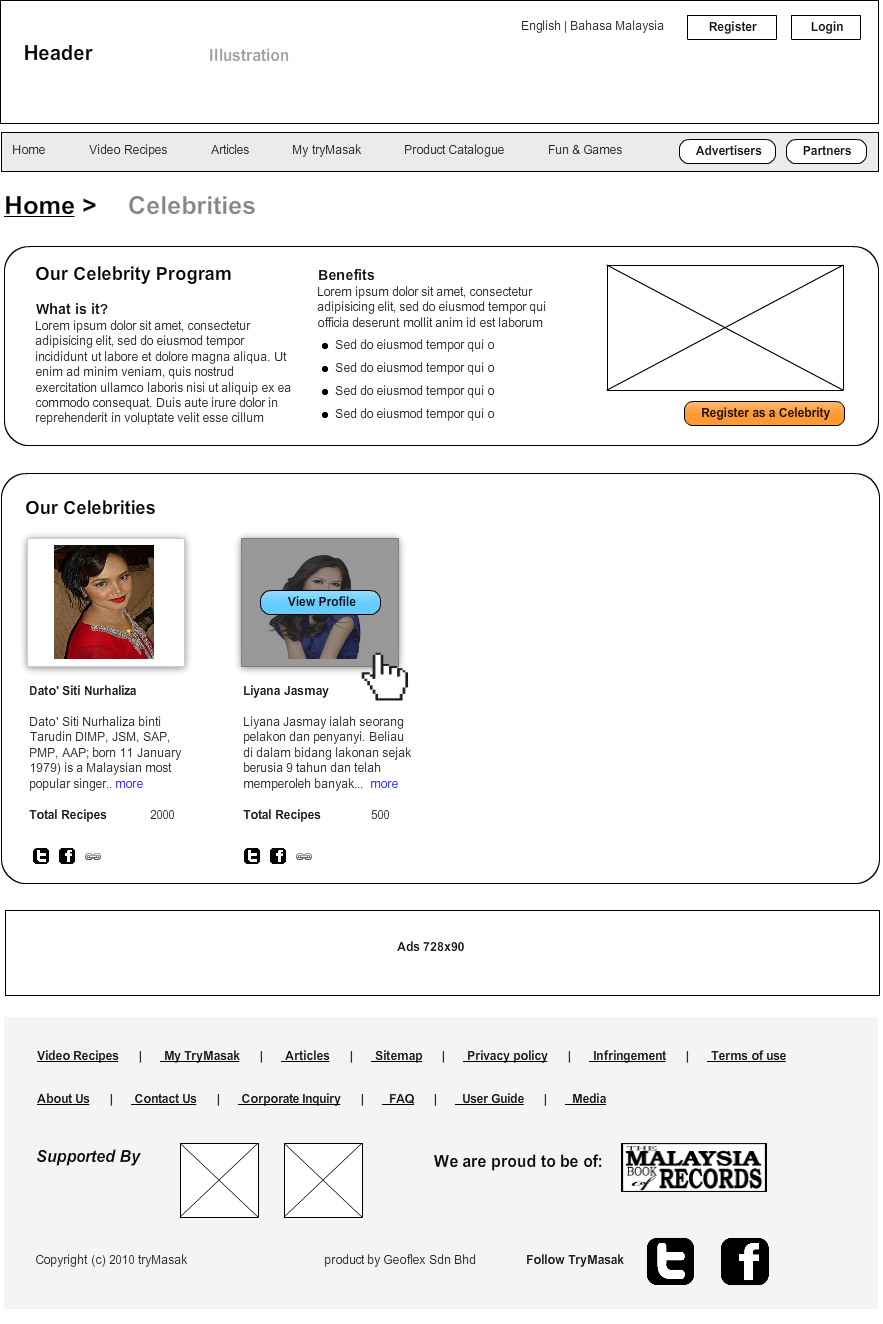 English | Bahasa Malaysia
Register
Login
Header
Illustration
Home
Video Recipes
Articles
My tryMasak
Product Catalogue
Fun & Games
Advertisers
Partners
Home >
Celebrities
Our Celebrity Program
What is it?
Lorem ipsum dolor sit amet, consectetur
adipisicing elit, sed do eiusmod tempor
incididunt ut labore et dolore magna aliqua. Ut
enim ad minim veniam, quis nostrud
exercitation ullamco laboris nisi ut aliquip ex ea
commodo consequat. Duis aute irure dolor in
reprehenderit in voluptate velit esse cillum
Benefits
Lorem ipsum dolor sit amet, consectetur
adipisicing elit, sed do eiusmod tempor qui
officia deserunt mollit anim id est laborum
Sed do eiusmod tempor qui o
Sed do eiusmod tempor qui o
Sed do eiusmod tempor qui o
Sed do eiusmod tempor qui o
Register as a Celebrity
Our Celebrities
Dato' Siti Nurhaliza
Dato' Siti Nurhaliza binti
Tarudin DIMP, JSM, SAP,
PMP, AAP; born 11 January
1979) is a Malaysian most
popular singer.. more
Total Recipes 2000
View Profile
Liyana Jasmay
Liyana Jasmay ialah seorang
pelakon dan penyanyi. Beliau
di dalam bidang lakonan sejak
berusia 9 tahun dan telah
memperoleh banyak... more
Total Recipes 500
Ads 728x90
Video Recipes | My TryMasak | Articles | Sitemap | Privacy policy | Infringement | Terms of use
About Us | Contact Us | Corporate Inquiry | FAQ | User Guide | Media
Supported By
We are proud to be of:
THE
MALAYSIA
BOOK
of RECORDS
Copyright (c) 2010 tryMasak
product by Geoflex Sdn Bhd
Follow TryMasak